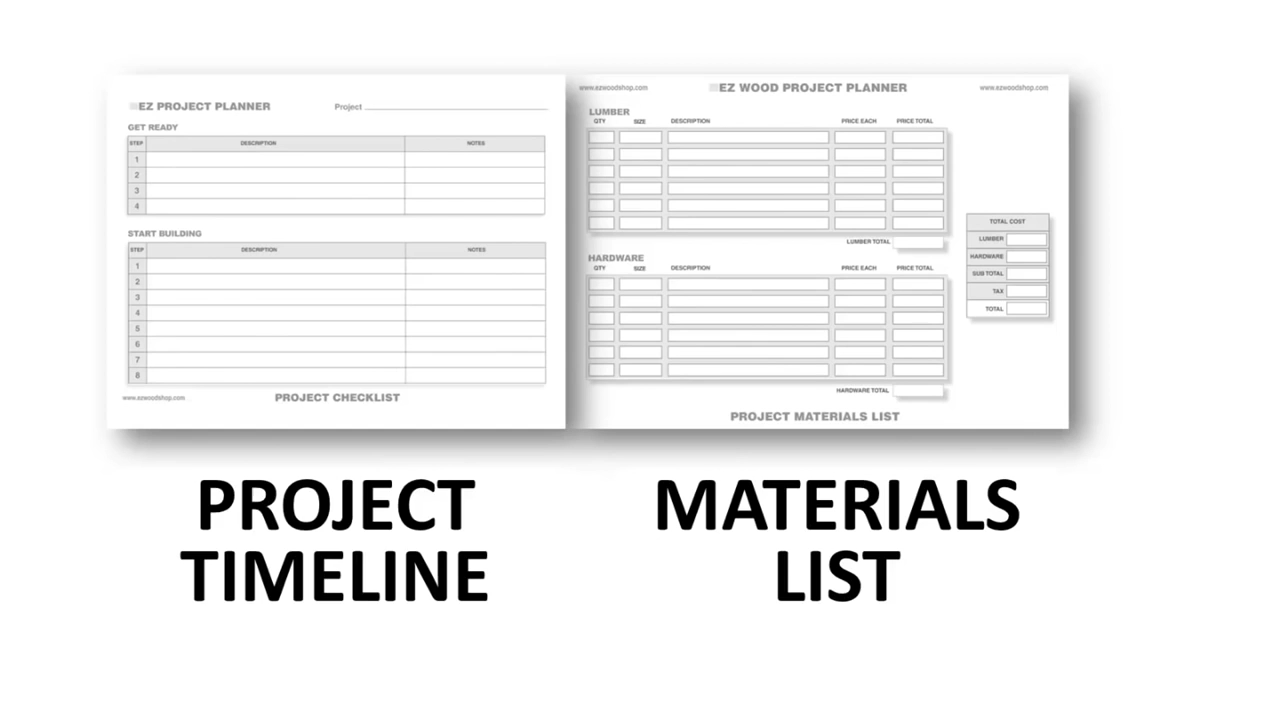 EZ PROJECT PLANNER
Project
GET READY
STEP DESCRIPTION NOTES
1
2
3
4
START BUILDING
STEP DESCRIPTION NOTES
1
2
3
4
5
6
7
8
www.ezwoodshop.com
PROJECT CHECKLIST
www.ezwoodshop.com EZ WOOD PROJECT PLANNER www.ezwoodshop.com
LUMBER
QTY SIZE DESCRIPTION PRICE EACH PRICE TOTAL
LUMBER TOTAL
HARDWARE
QTY SIZE DESCRIPTION PRICE EACH PRICE TOTAL
HARDWARE TOTAL
TOTAL COST
LUMBER
HARDWARE
SUB TOTAL
TAX
TOTAL
PROJECT MATERIALS LIST
PROJECT
TIMELINE
MATERIALS
LIST